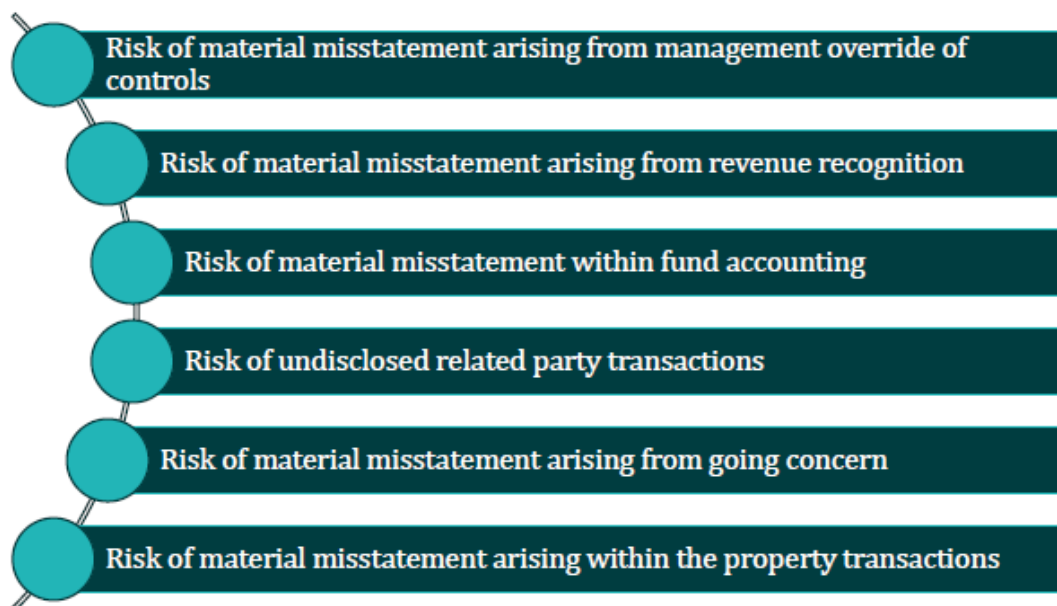 Risk of material misstatement arising from management override of
controls
Risk of material misstatement arising from revenue recognition
Risk of material misstatement within fund accounting
Risk of undisclosed related party transactions
Risk of material misstatement arising from going concern
Risk of material misstatement arising within the property transactions